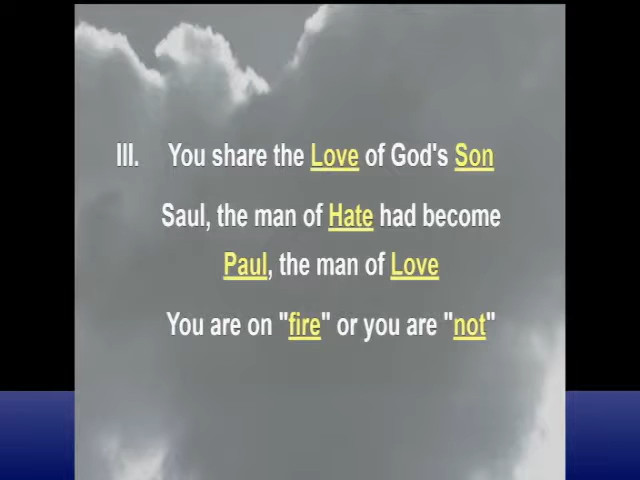 III. You share the Love of God's Son
Saul, the man of Hate had become
Paul, the man of Love
You are on "fire" or you are "not"